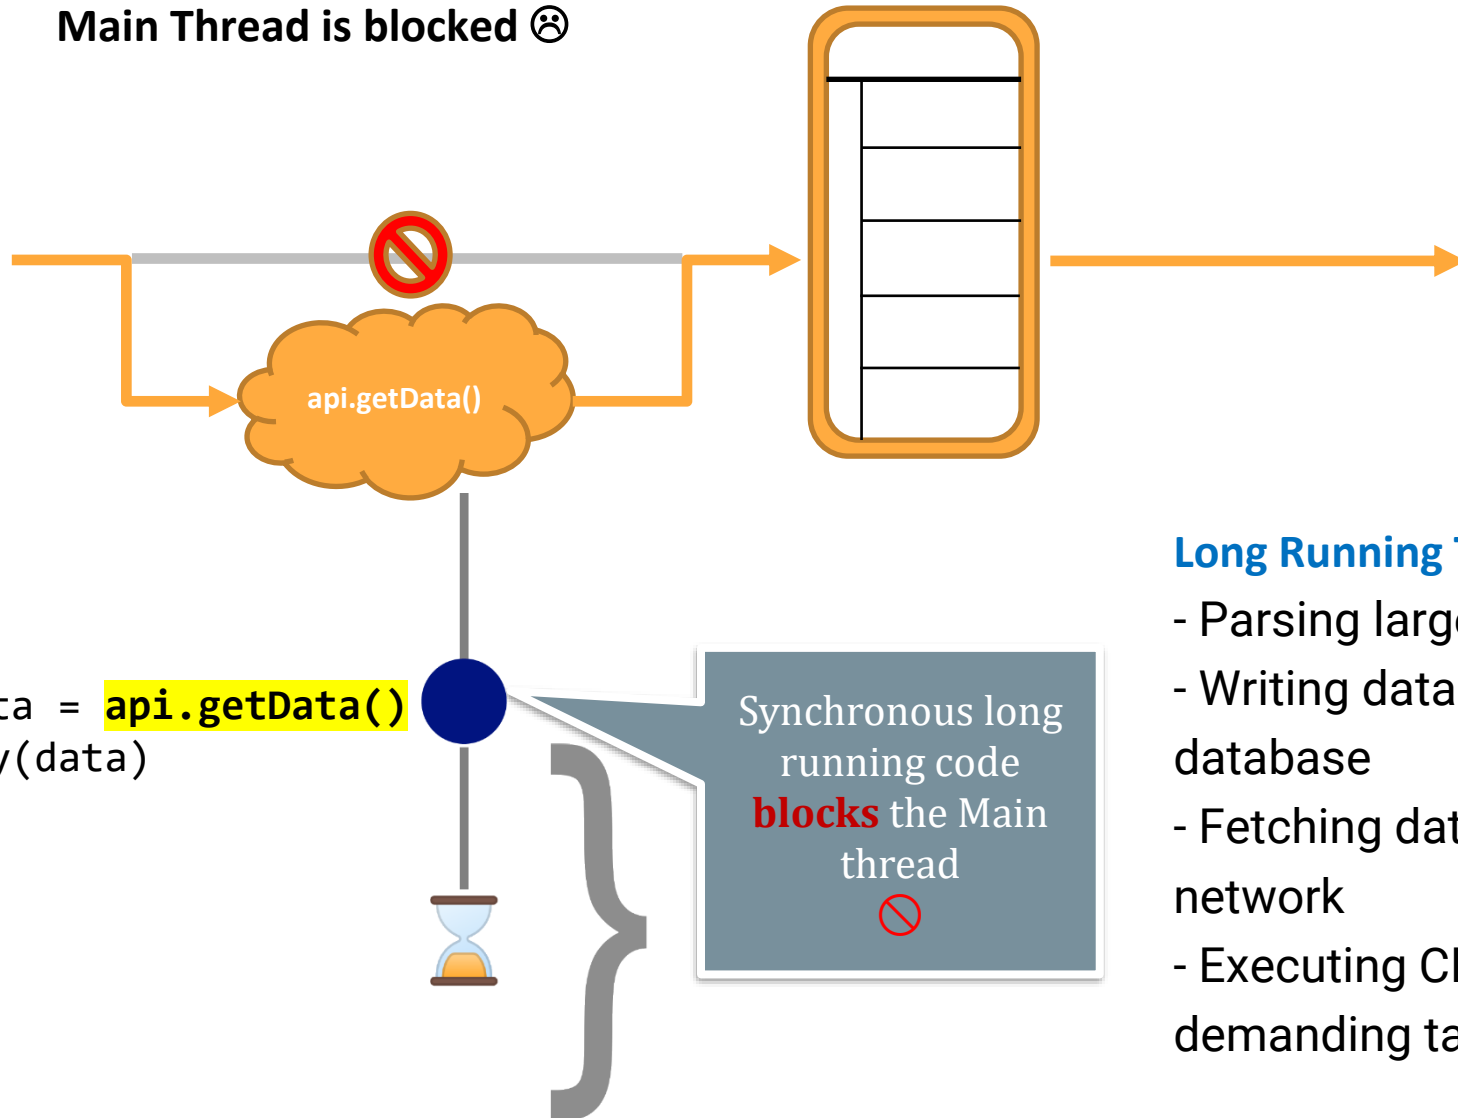 Main Thread is blocked ☹
api.getData()
ta = api.getData()
y(data)
Synchronous long
running code
blocks the Main
thread
Long Running
- Parsing large
- Writing data
database
- Fetching dat
network
- Executing
demanding ta